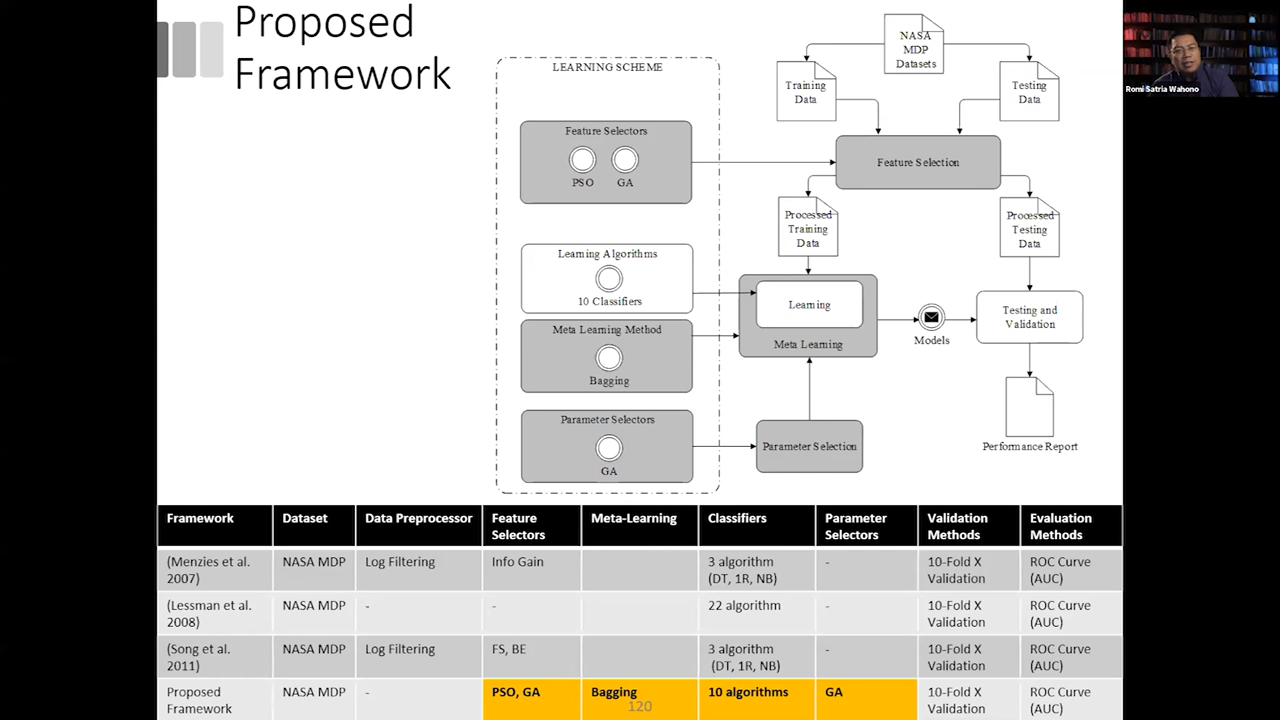 Proposed
Framework
LEARNING SCHEME
Feature Selectors
PSO GA
Learning Algorithms
10 Classifiers
Meta Learning Method
Bagging
Parameter Selectors
GA
NASA
MDP
Datasets
Training
Data
Testing
Data
Feature Selection
Processed
Training
Data
Processed
Testing
Data
Learning
Meta Learning
Models
Testing and
Validation
Parameter Selection
Performance Report
Romi Satria Wahono
Framework Dataset Data Preprocessor Feature Selectors Meta-Learning Classifiers Parameter Selectors Validation Methods Evaluation Methods
(Menzies et al. 2007) NASA MDP Log Filtering Info Gain 3 algorithm (DT, 1R, NB) - 10-Fold X Validation ROC Curve (AUC)
(Lessman et al. 2008) NASA MDP - - 22 algorithm - 10-Fold X Validation ROC Curve (AUC)
(Song et al. 2011) NASA MDP Log Filtering FS, BE 3 algorithm (DT, 1R, NB) - 10-Fold X Validation ROC Curve (AUC)
Proposed Framework NASA MDP - PSO, GA Bagging 10 algorithms GA 10-Fold X Validation ROC Curve (AUC)
120